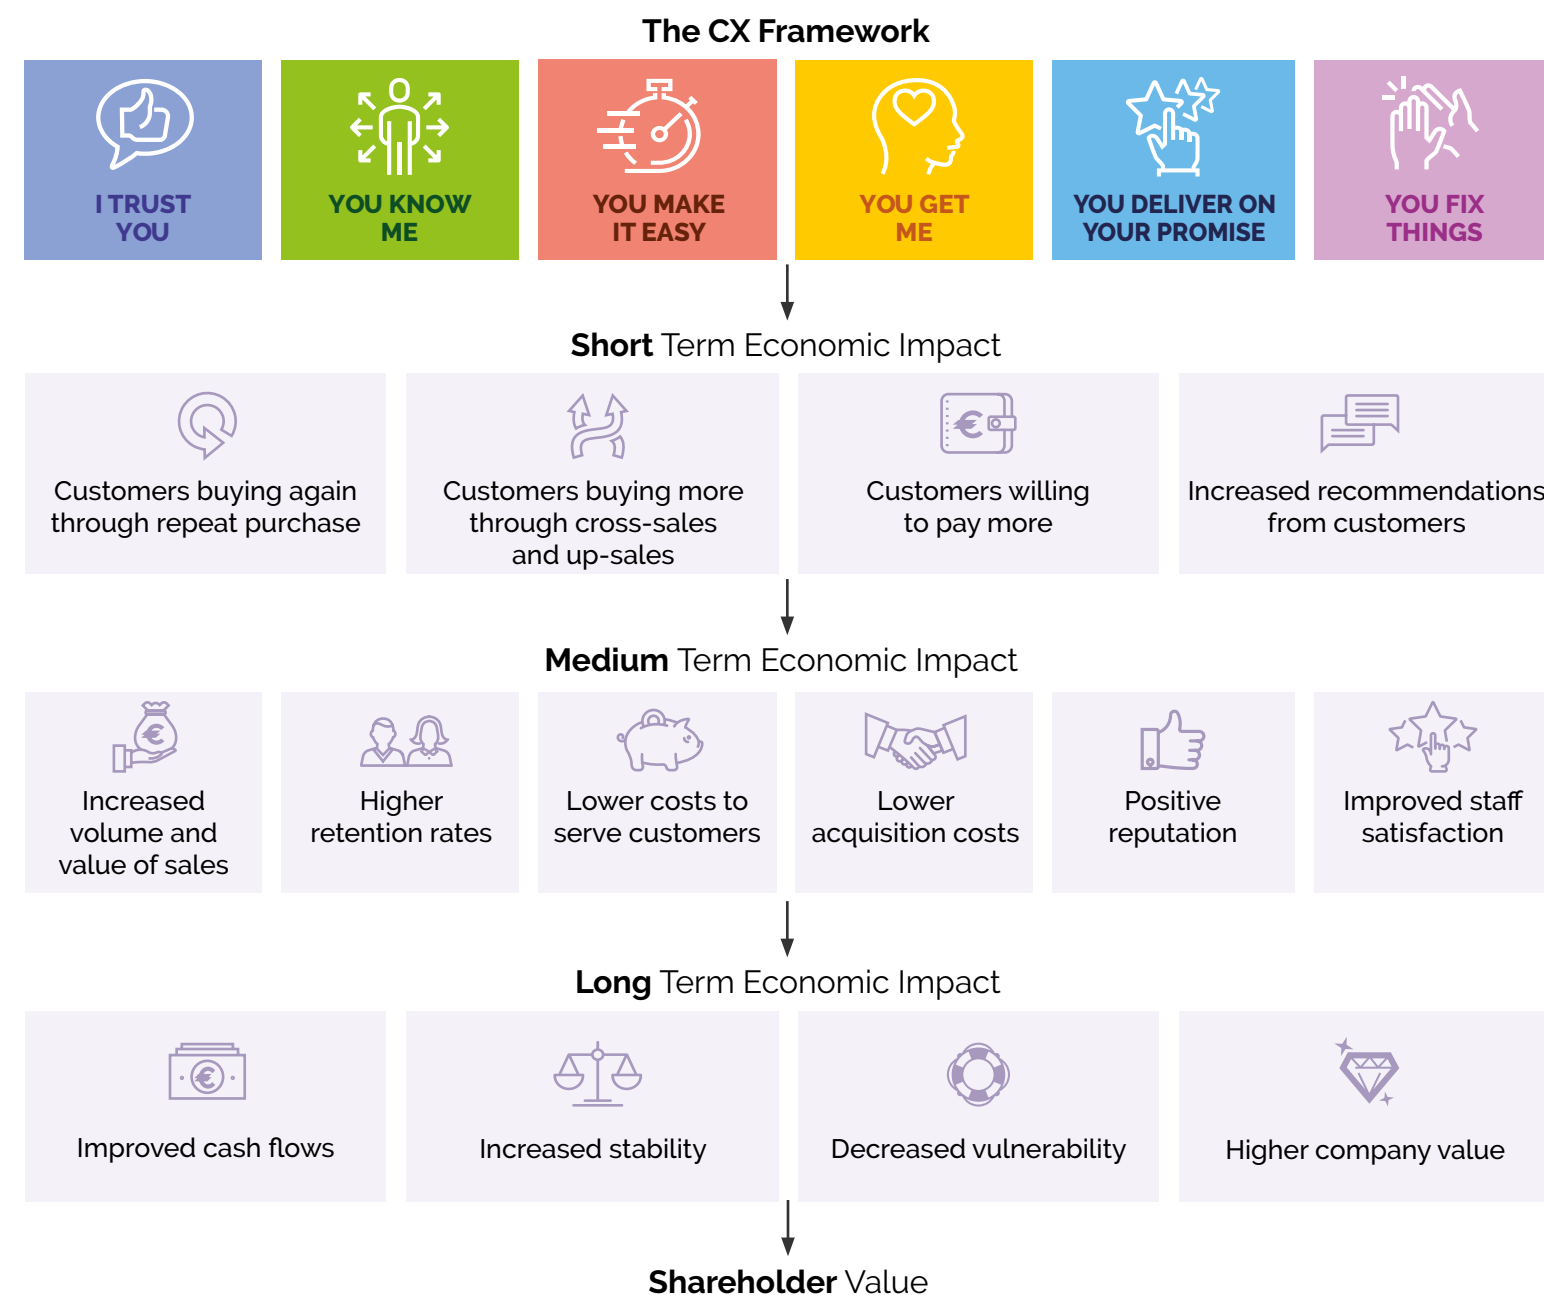 The CX Framework
I TRUST
YOU
YOU KNOW
ME
YOU MAKE
IT EASY
YOU GET
ME
YOU DELIVER ON
YOUR PROMISE
YOU FIX
THINGS
Short Term Economic Impact
Customers buying again
through repeat purchase
Customers buying more
through cross-sales
and up-sales
Customers willing
to pay more
Increased recommendations
from customers
Medium Term Economic Impact
Increased
volume and
value of sales
Higher
retention rates
Lower costs to
serve customers
Lower
acquisition costs
Positive
reputation
Improved staff
satisfaction
Long Term Economic Impact
Improved cash flows
Increased stability
Decreased vulnerability
Higher company value
Shareholder Value